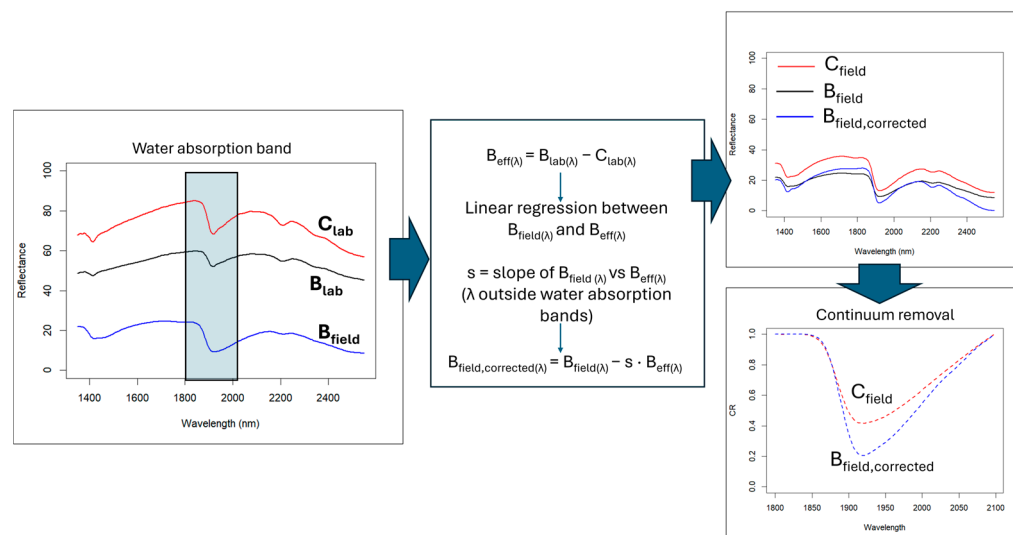 Water absorption band
100
80
60
40
20
0
Reflectance
C_lab
B_lab
B_field
1400 1600 1800 2000 2200 2400
Wavelength (nm)
B_eff(λ) = B_lab(λ) − C_lab(λ)
Linear regression between
B_field(λ) and B_eff(λ)
s = slope of B_field (λ) vs B_eff(λ)
(λ outside water absorption
bands)
B_field,corrected(λ) = B_field(λ) − s · B_eff(λ)
100
80
60
40
20
0
Reflectance
C_field
B_field
B_field,corrected
1400 1600 1800 2000 2200 2400
Wavelength (nm)
Continuum removal
1.0
0.8
0.6
0.4
0.2
0.0
CR
C_field
B_field,corrected
1800 1850 1900 1950 2000 2050 2100
Wavelength